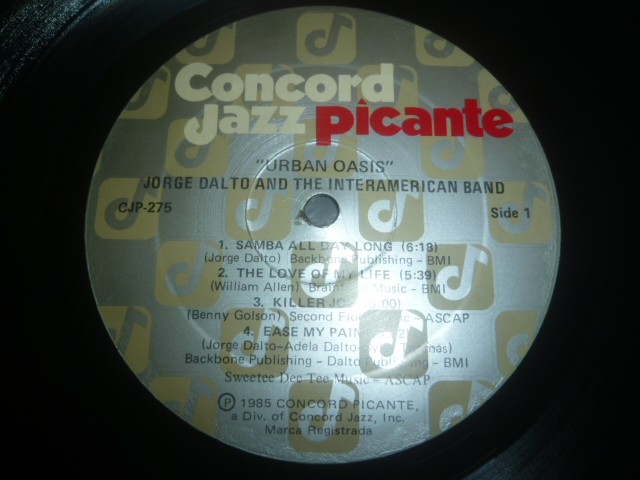 Concord
Jazz picante
"URBAN OASIS"
JORGE DALTO AND THE INTERAMERICAN BAND
CJP-275
Side 1
1. SAMBA ALL DAY LONG (6:18)
(Jorge Dalto) Backbone Publishing - BMI
2. THE LOVE OF MY LIFE (5:39)
(William Allen) Music - BMI
3. KILLER
(Benny Golson) Second - ASCAP
4. EASE MY PAIN
(Jorge Dalto-Adela Dalto-
Backbone Publishing - Dalto Publishing - BMI
Sweetee Dee Tee Music - ASCAP
Ⓟ 1985 CONCORD PICANTE,
a Div. of Concord Jazz, Inc.
Marca Registrada